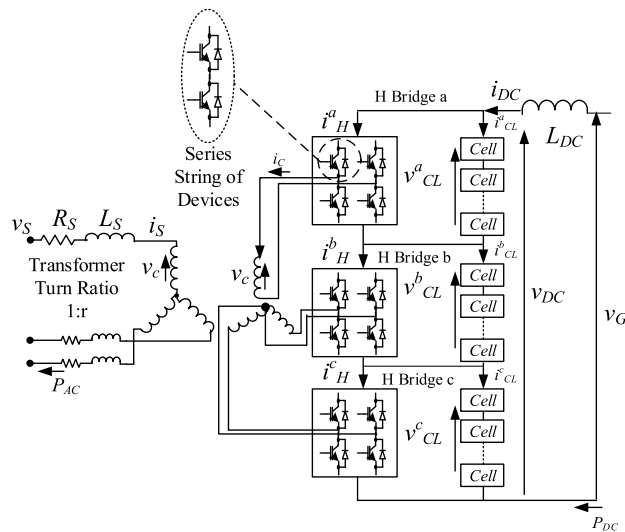 H Bridge a
i_DC
L_DC
i^a_H
i^a_CL
Cell
Cell
Cell
v^a_CL
i_C
Series
String of
Devices
v_S
R_S
L_S
i_S
v_c
v_c
Transformer
Turn Ratio
1:r
P_AC
i^b_H
H Bridge b
i^b_CL
v^b_CL
Cell
Cell
Cell
v_DC
v_G
i^c_H
H Bridge c
i^c_CL
v^c_CL
Cell
Cell
Cell
P_DC